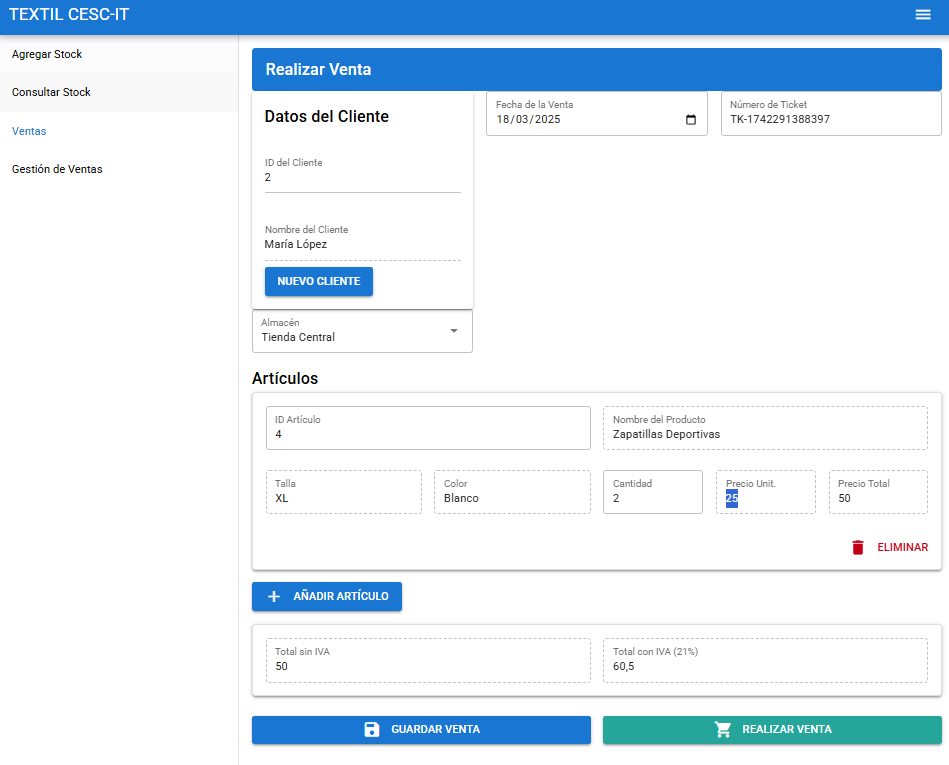 TEXTIL CESC-IT
Agregar Stock
Consultar Stock
Ventas
Gestión de Ventas
Realizar Venta
Datos del Cliente
ID del Cliente
2
Nombre del Cliente
María López
NUEVO CLIENTE
Fecha de la Venta
18/03/2025
Número de Ticket
TK-1742291388397
Almacén
Tienda Central
Artículos
ID Artículo
4
Nombre del Producto
Zapatillas Deportivas
Talla
XL
Color
Blanco
Cantidad
2
Precio Unit.
25
Precio Total
50
ELIMINAR
AÑADIR ARTÍCULO
Total sin IVA
50
Total con IVA (21%)
60,5
GUARDAR VENTA
REALIZAR VENTA